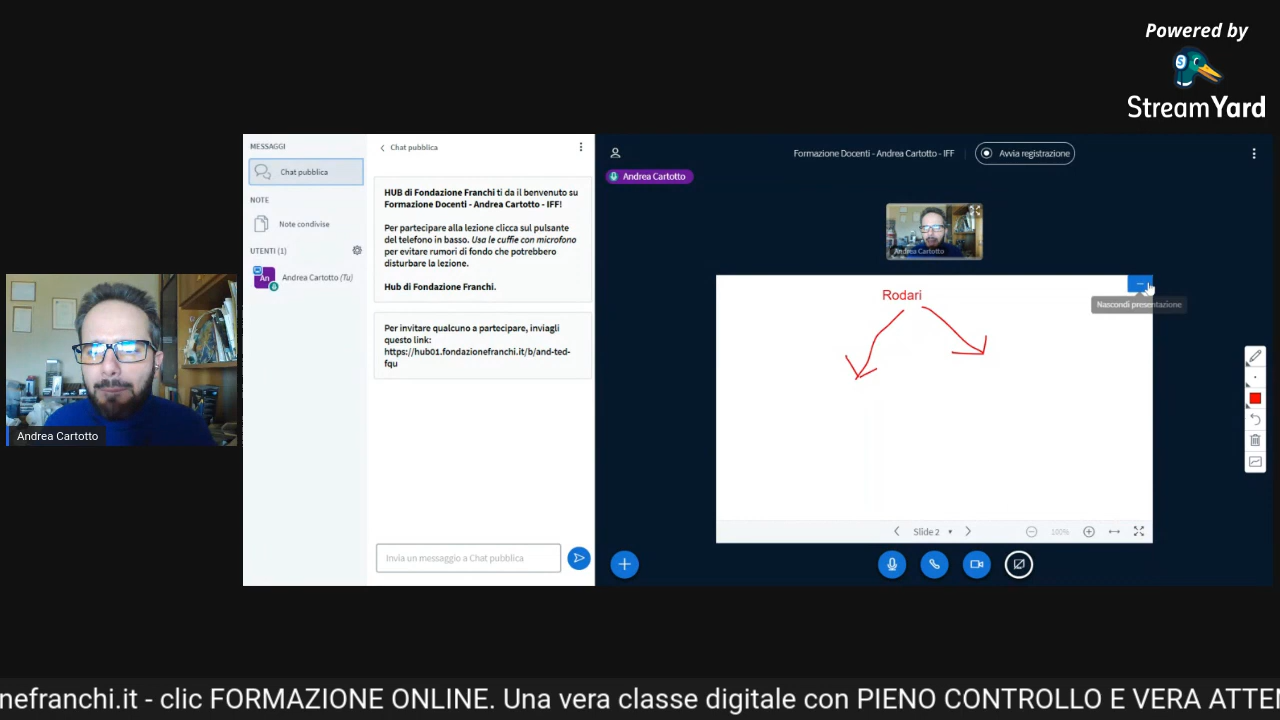 Powered by
StreamYard
MESSAGGI
Chat pubblica
NOTE
Note condivise
UTENTI (1)
An
Andrea Cartotto (Tu)
Chat pubblica
HUB di Fondazione Franchi ti da il benvenuto su
Formazione Docenti - Andrea Cartotto - IFF!
Per partecipare alla lezione clicca sul pulsante
del telefono in basso. Usa le cuffie con microfono
per evitare rumori di fondo che potrebbero
disturbare la lezione.
Hub di Fondazione Franchi.
Per invitare qualcuno a partecipare, inviagli
questo link:
https://hub01.fondazionefranchi.it/b/and-ted-
fqu
Invia un messaggio a Chat pubblica
Formazione Docenti - Andrea Cartotto - IFF
Avvia registrazione
Andrea Cartotto
Andrea Cartotto
Rodari
Nascondi presentazione
Slide 2
100%
Andrea Cartotto
nefranchi.it - clic FORMAZIONE ONLINE. Una vera classe digitale con PIENO CONTROLLO E VERA ATTE